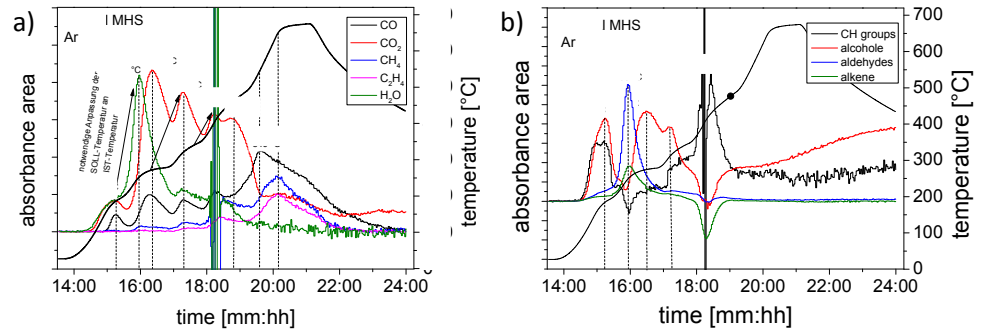 a)
I MHS
Ar
CO
CO2
CH4
C2H4
H2O
°C
notwendige Anpassung der
SOLL-Temperatur an
IST-Temperatur
absorbance area
temperature [°C]
14:00 16:00 18:00 20:00 22:00 24:00
time [mm:hh]
b)
I MHS
Ar
CH groups
alcohole
aldehydes
alkene
absorbance area
700
600
500
400
300
200
100
0
temperature [°C]
14:00 16:00 18:00 20:00 22:00 24:00
time [mm:hh]